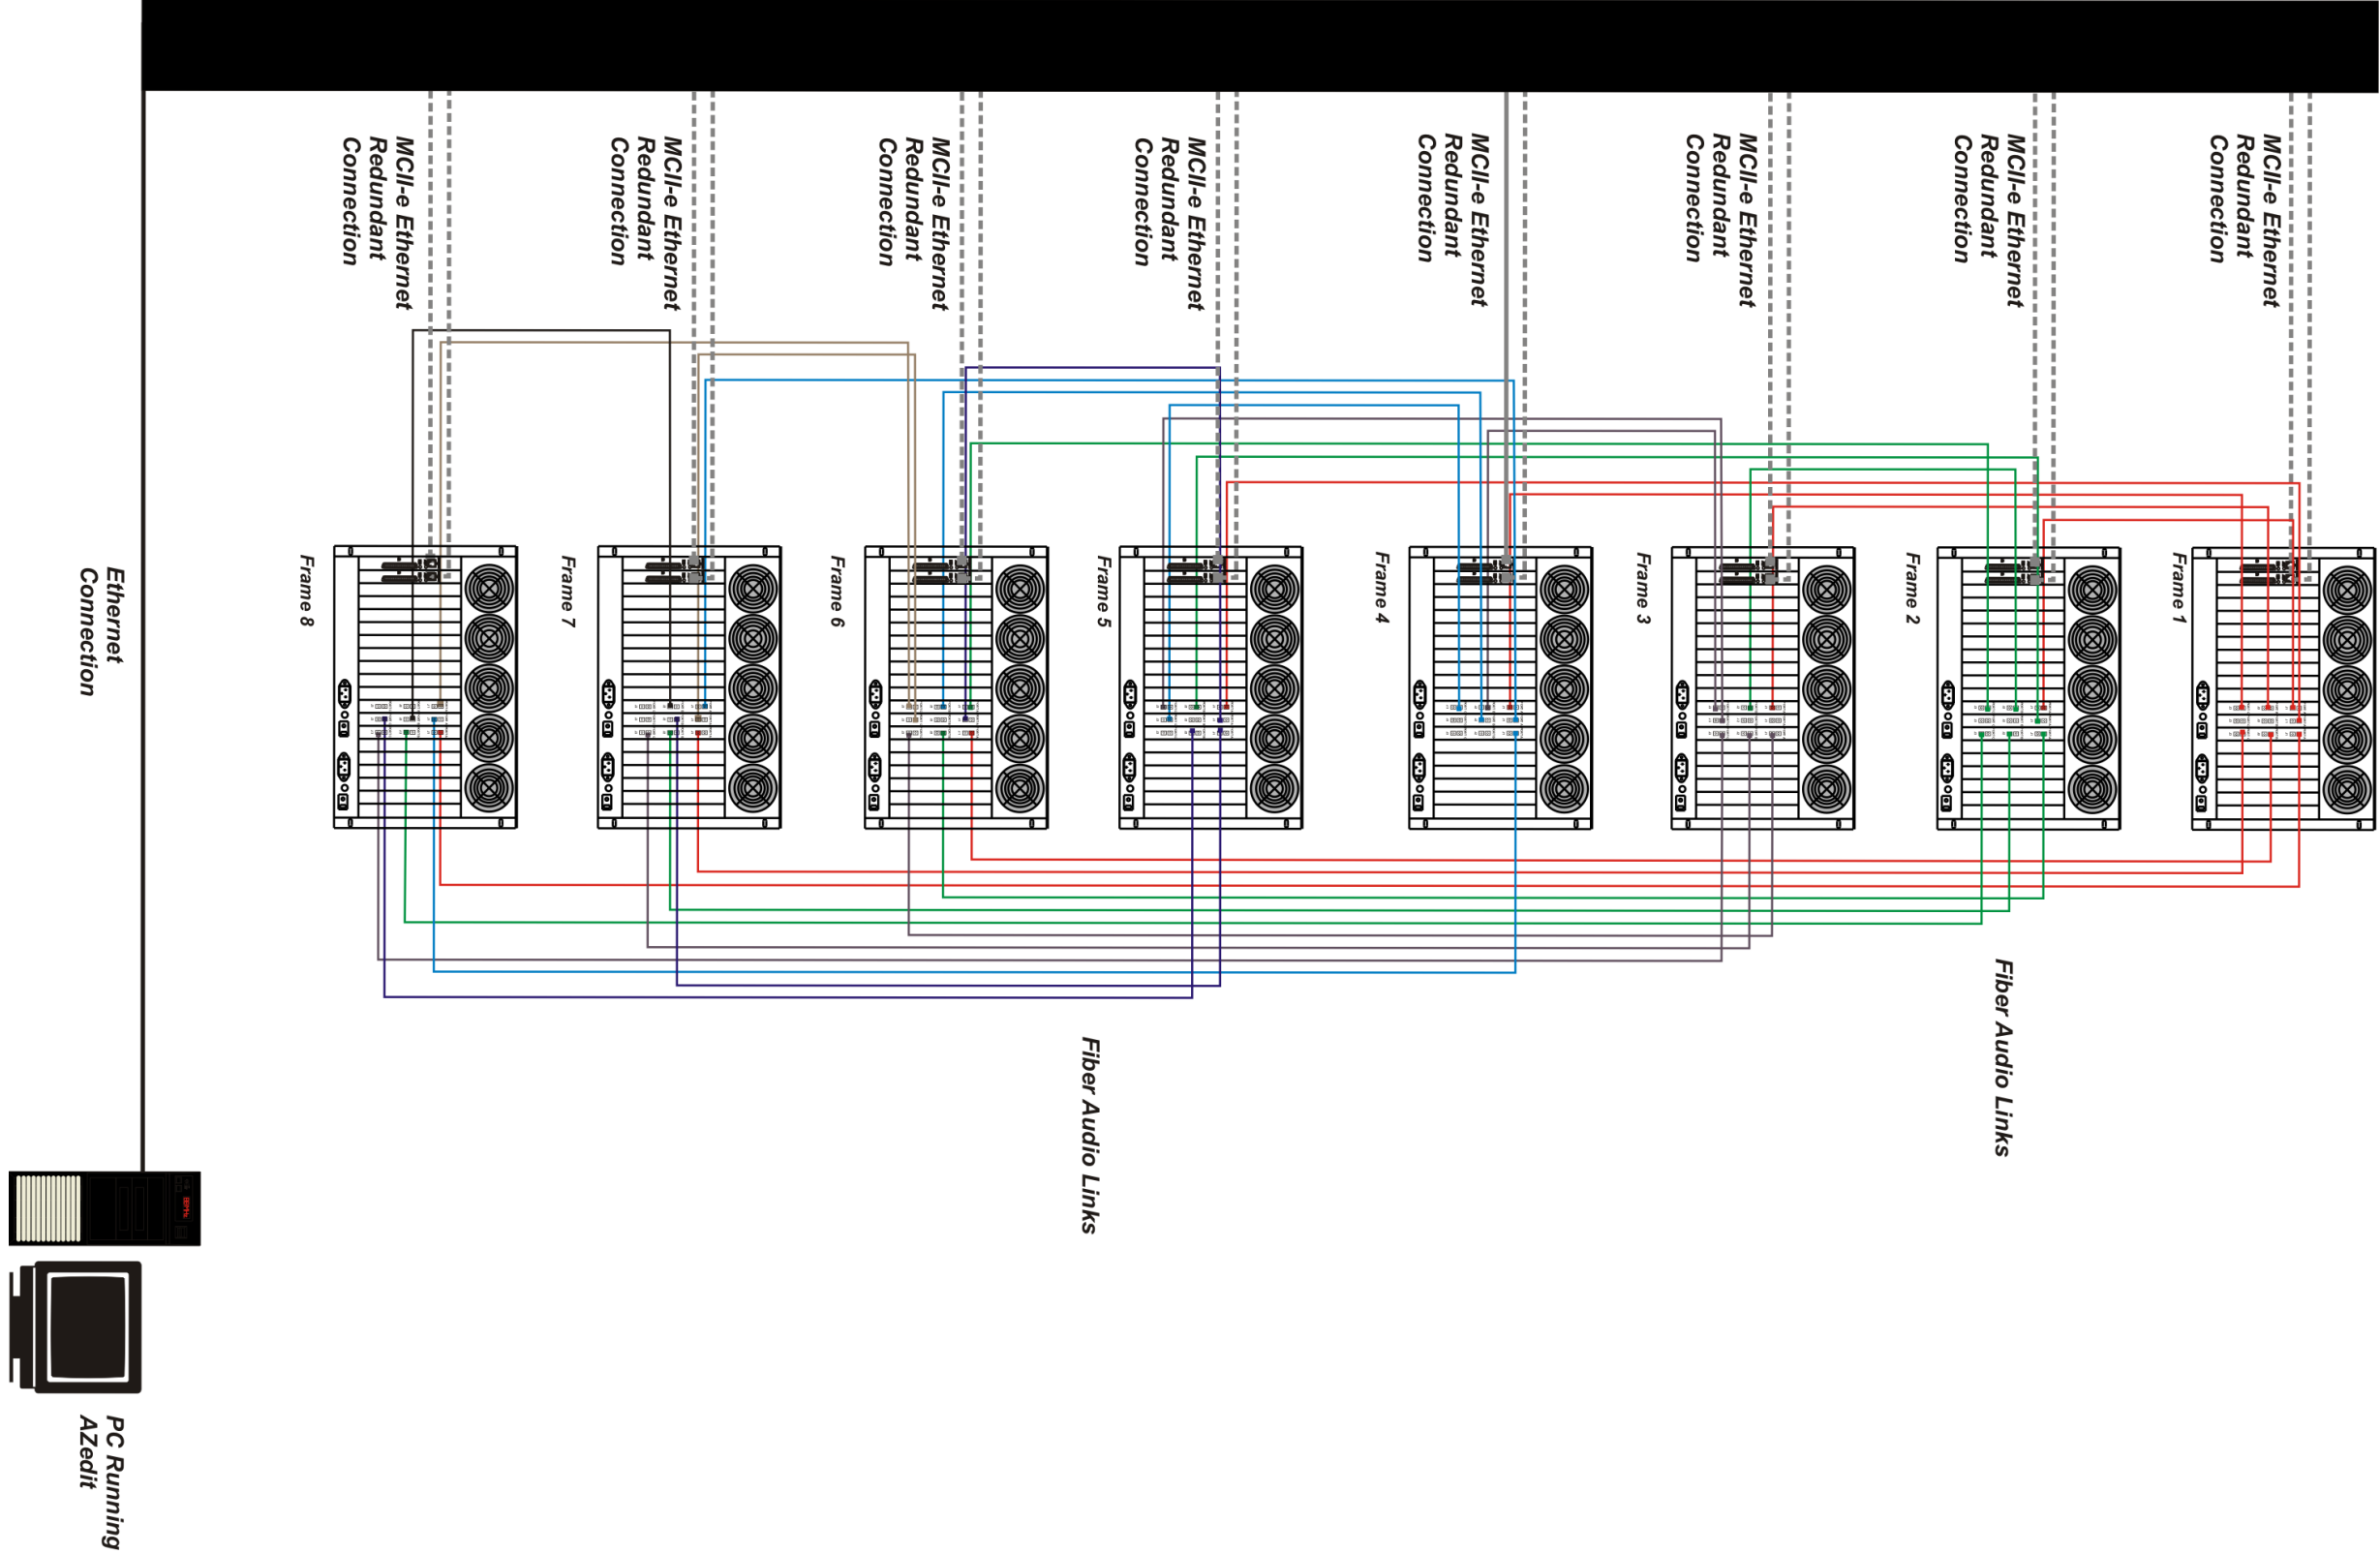 MCII-e Ethernet
Redundant
Connection
MCII-e Ethernet
Redundant
Connection
MCII-e Ethernet
Redundant
Connection
MCII-e Ethernet
Redundant
Connection
MCII-e Ethernet
Redundant
Connection
MCII-e Ethernet
Redundant
Connection
MCII-e Ethernet
Redundant
Connection
MCII-e Ethernet
Redundant
Connection
Frame 1
Frame 2
Frame 3
Frame 4
Frame 5
Frame 6
Frame 7
Frame 8
Fiber Audio Links
Fiber Audio Links
Ethernet
Connection
PC Running
AZedit